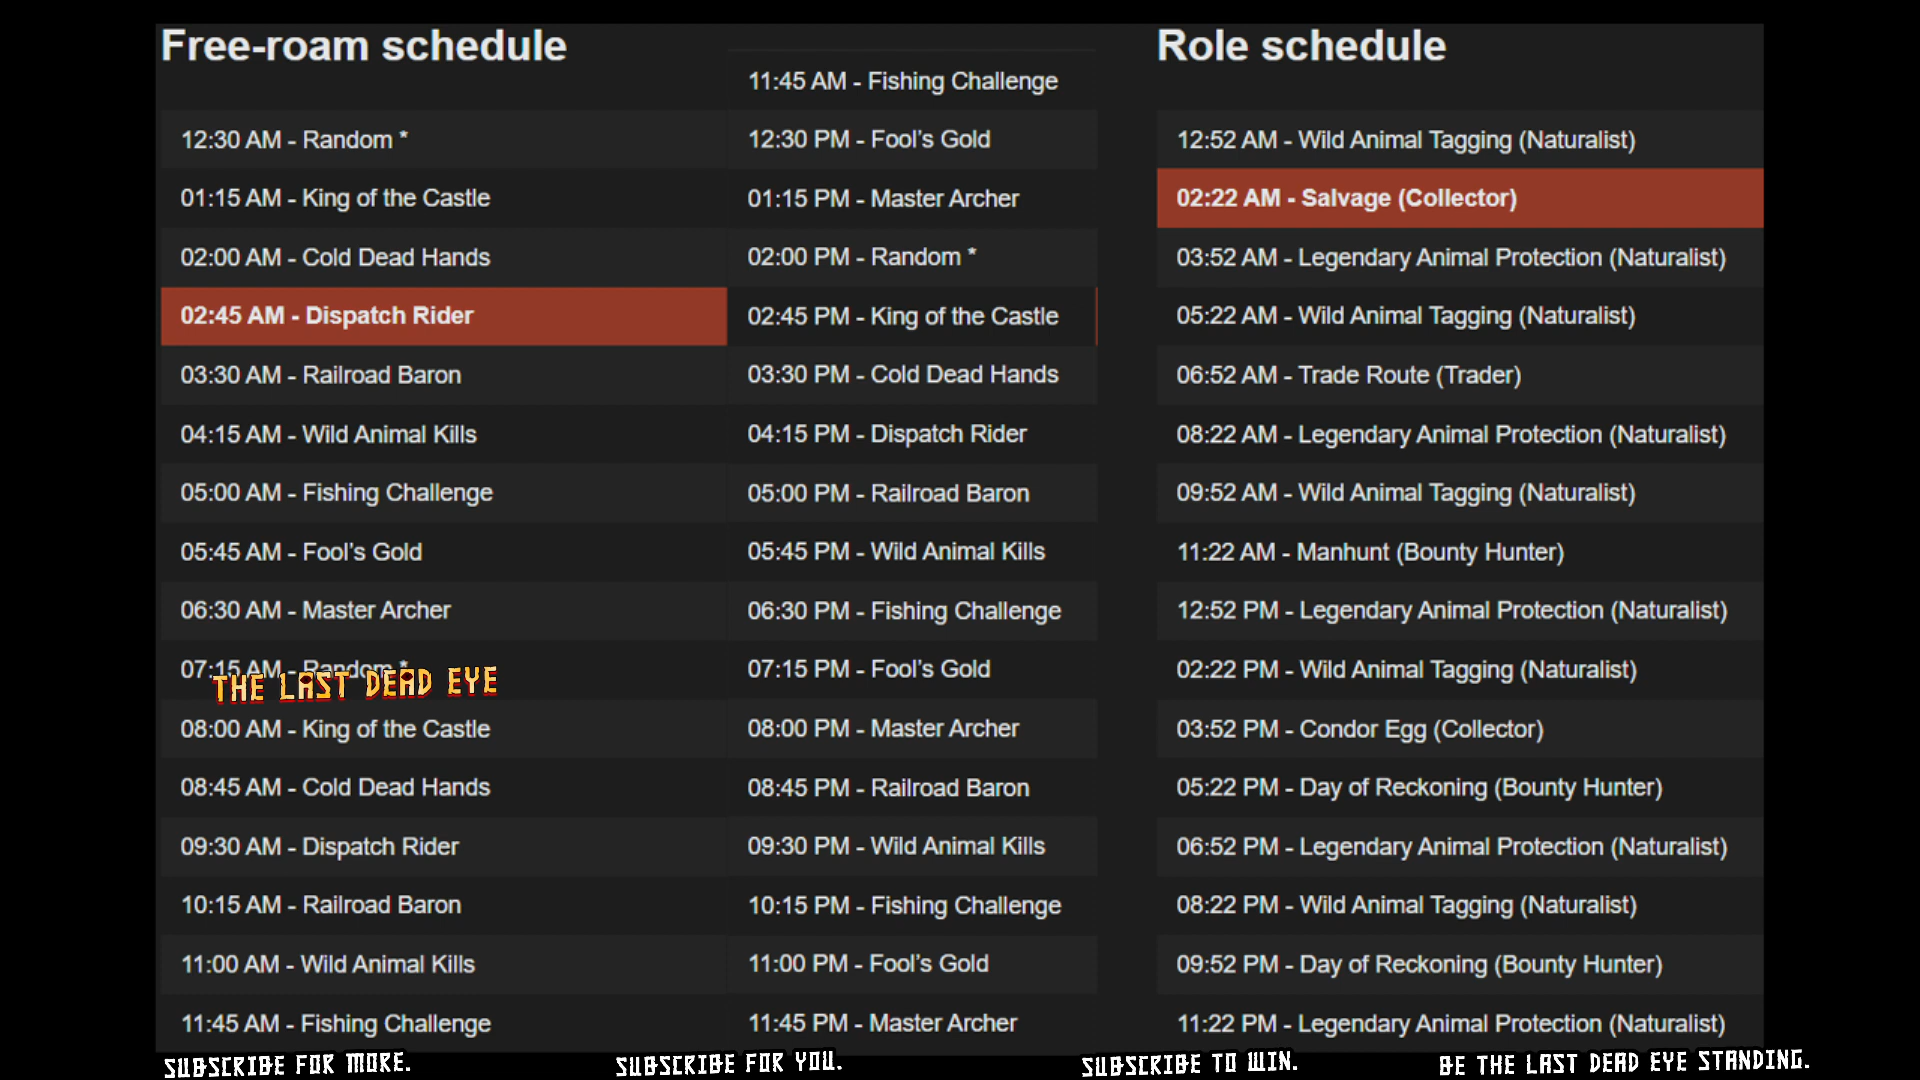 Free-roam schedule
12:30 AM - Random *
01:15 AM - King of the Castle
02:00 AM - Cold Dead Hands
02:45 AM - Dispatch Rider
03:30 AM - Railroad Baron
04:15 AM - Wild Animal Kills
05:00 AM - Fishing Challenge
05:45 AM - Fool’s Gold
06:30 AM - Master Archer
07:15 AM - Random *
THE LAST DEAD EYE
08:00 AM - King of the Castle
08:45 AM - Cold Dead Hands
09:30 AM - Dispatch Rider
10:15 AM - Railroad Baron
11:00 AM - Wild Animal Kills
11:45 AM - Fishing Challenge
11:45 AM - Fishing Challenge
12:30 PM - Fool’s Gold
01:15 PM - Master Archer
02:00 PM - Random *
02:45 PM - King of the Castle
03:30 PM - Cold Dead Hands
04:15 PM - Dispatch Rider
05:00 PM - Railroad Baron
05:45 PM - Wild Animal Kills
06:30 PM - Fishing Challenge
07:15 PM - Fool’s Gold
08:00 PM - Master Archer
08:45 PM - Railroad Baron
09:30 PM - Wild Animal Kills
10:15 PM - Fishing Challenge
11:00 PM - Fool’s Gold
11:45 PM - Master Archer
Role schedule
12:52 AM - Wild Animal Tagging (Naturalist)
02:22 AM - Salvage (Collector)
03:52 AM - Legendary Animal Protection (Naturalist)
05:22 AM - Wild Animal Tagging (Naturalist)
06:52 AM - Trade Route (Trader)
08:22 AM - Legendary Animal Protection (Naturalist)
09:52 AM - Wild Animal Tagging (Naturalist)
11:22 AM - Manhunt (Bounty Hunter)
12:52 PM - Legendary Animal Protection (Naturalist)
02:22 PM - Wild Animal Tagging (Naturalist)
03:52 PM - Condor Egg (Collector)
05:22 PM - Day of Reckoning (Bounty Hunter)
06:52 PM - Legendary Animal Protection (Naturalist)
08:22 PM - Wild Animal Tagging (Naturalist)
09:52 PM - Day of Reckoning (Bounty Hunter)
11:22 PM - Legendary Animal Protection (Naturalist)
SUBSCRIBE FOR MORE.
SUBSCRIBE FOR YOU.
SUBSCRIBE TO WIN.
BE THE LAST DEAD EYE STANDING.